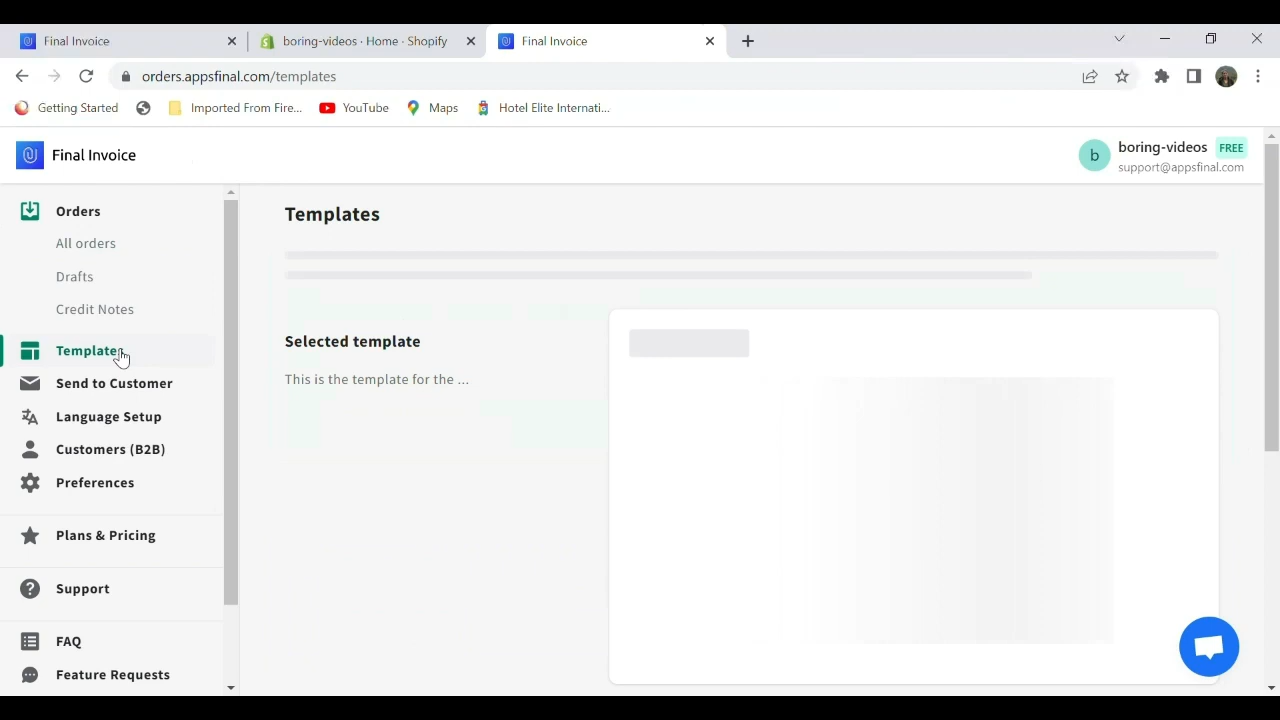 Final Invoice
boring-videos · Home · Shopify
Final Invoice
orders.appsfinal.com/templates
Getting Started
Imported From Fire...
YouTube
Maps
Hotel Elite Internati...
Final Invoice
b
boring-videos FREE
support@appsfinal.com
Orders
All orders
Drafts
Credit Notes
Templates
Send to Customer
Language Setup
Customers (B2B)
Preferences
Plans & Pricing
Support
FAQ
Feature Requests
Templates
Selected template
This is the template for the ...